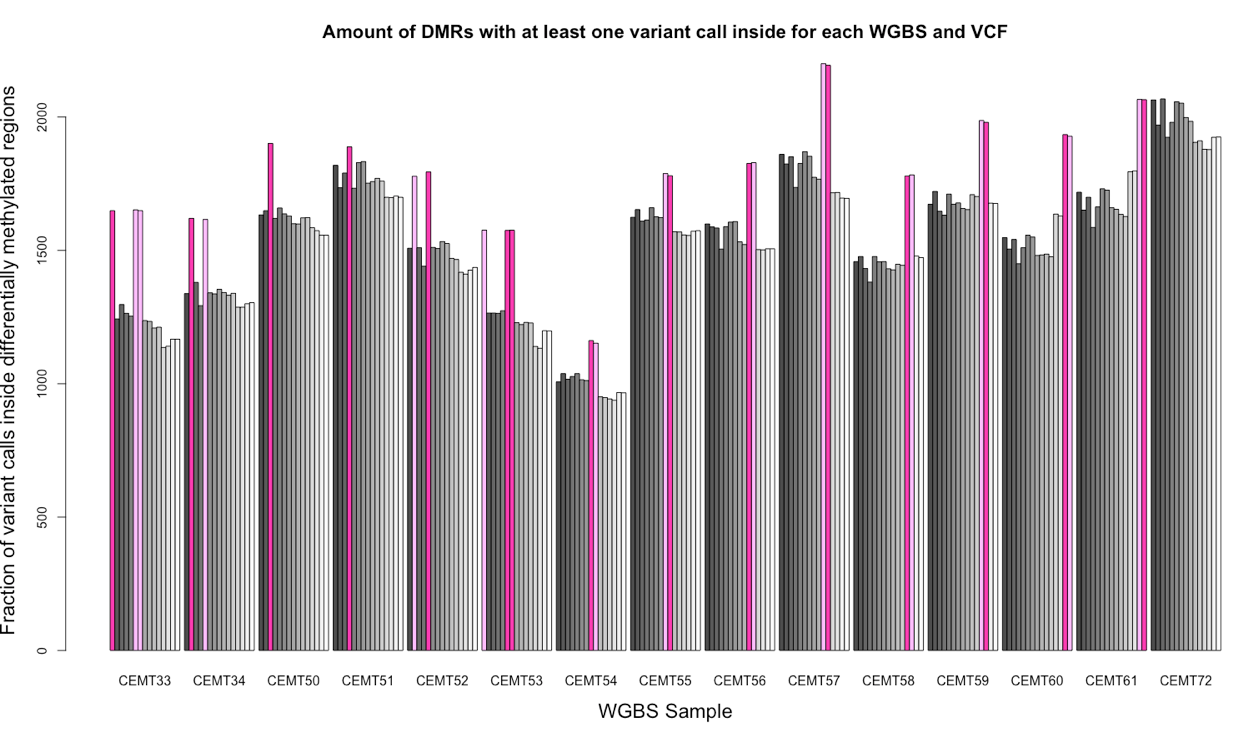 Amount of DMRs with at least one variant call inside for each WGBS and VCF
Fraction of variant calls inside differentially methylated regions
2000
1500
1000
500
0
CEMT33 CEMT34 CEMT50 CEMT51 CEMT52 CEMT53 CEMT54 CEMT55 CEMT56 CEMT57 CEMT58 CEMT59 CEMT60 CEMT61 CEMT72
WGBS Sample